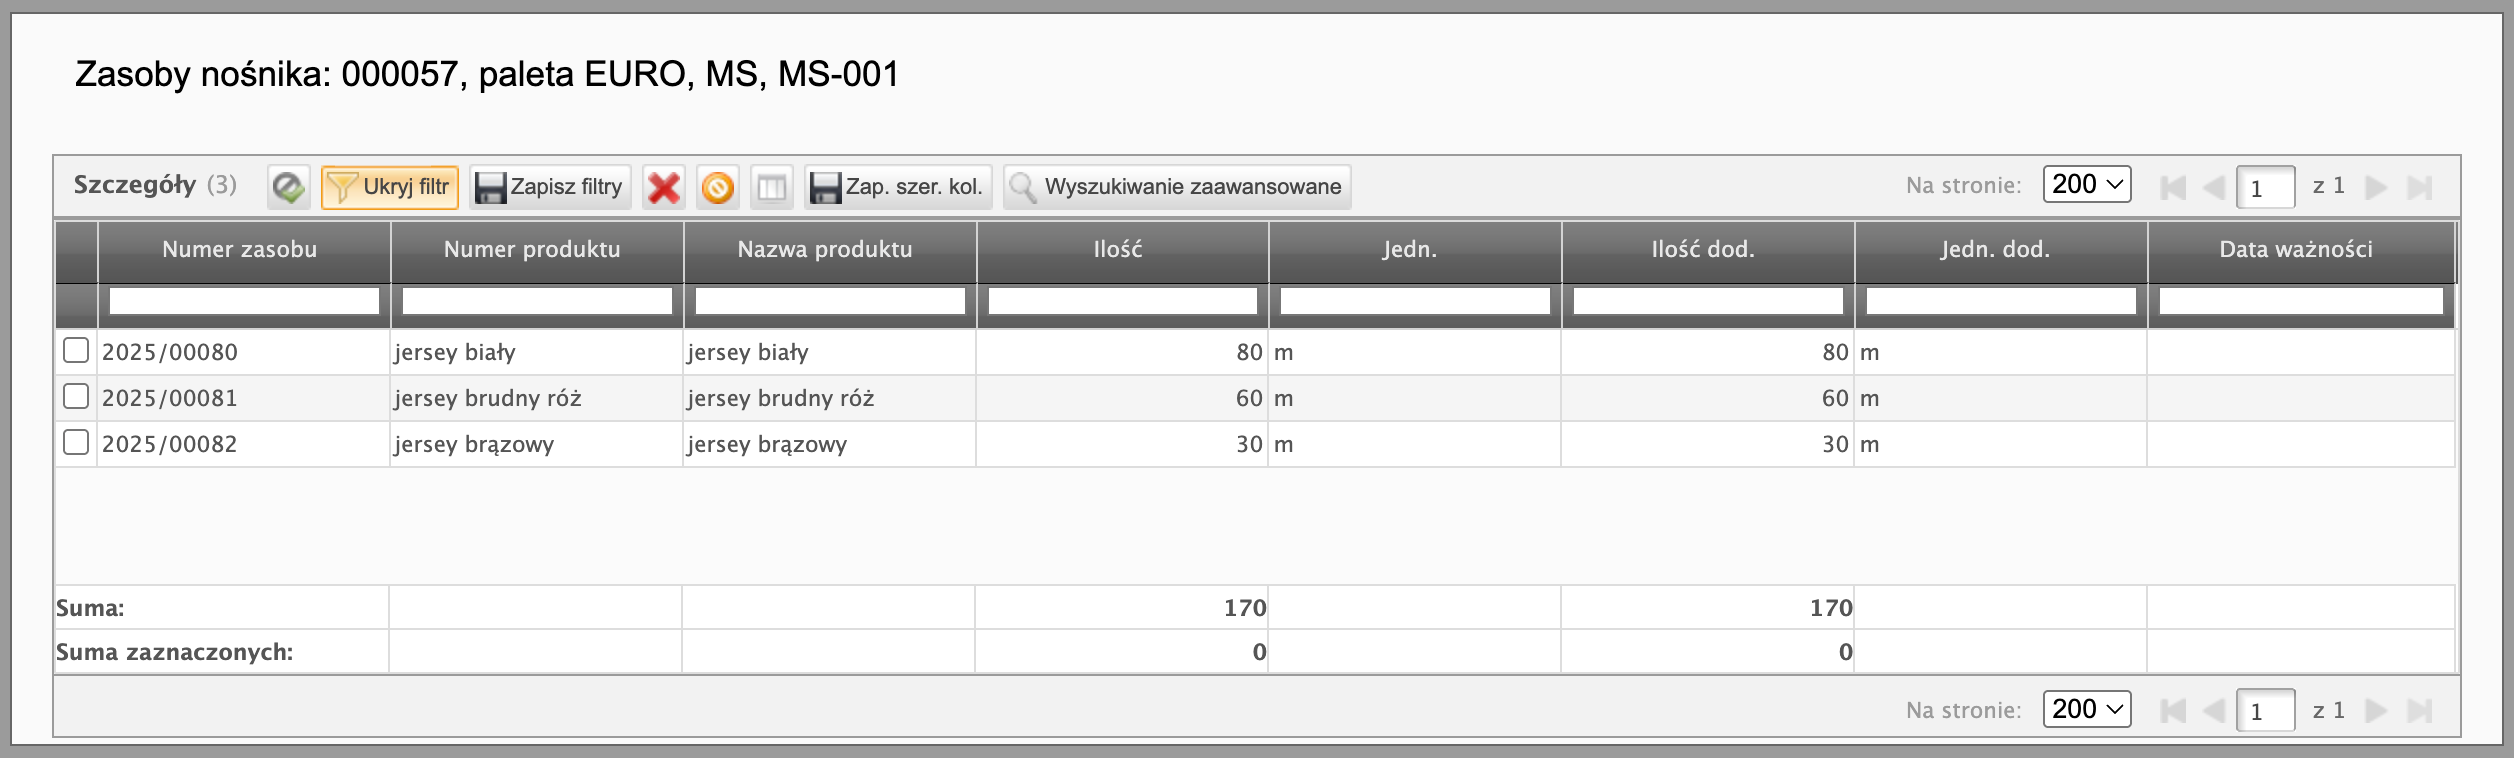 Zasoby nośnika: 000057, paleta EURO, MS, MS-001
Szczegóły (3) Ukryj filtr Zapisz filtry Zap. szer. kol. Wyszukiwanie zaawansowane Na stronie: 200 1 z 1
Numer zasobu Numer produktu Nazwa produktu Ilość Jedn. Ilość dod. Jedn. dod. Data ważności
2025/00080 jersey biały jersey biały 80 m 80 m
2025/00081 jersey brudny róż jersey brudny róż 60 m 60 m
2025/00082 jersey brązowy jersey brązowy 30 m 30 m
Suma: 170 170
Suma zaznaczonych: 0 0
Na stronie: 200 1 z 1